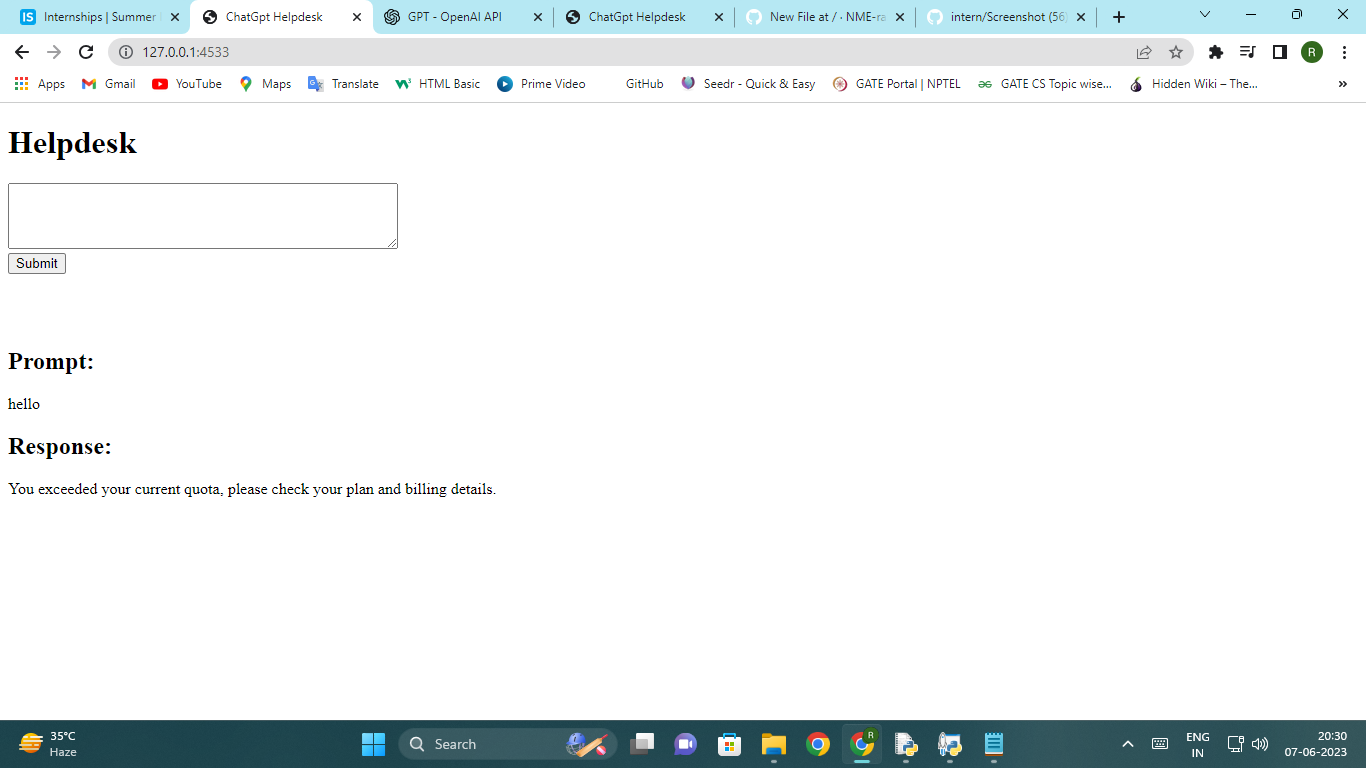 Internships | Summer
ChatGpt Helpdesk
GPT - OpenAI API
ChatGpt Helpdesk
New File at / · NME-ra
intern/Screenshot (56)
127.0.0.1:4533
R
Apps
Gmail
YouTube
Maps
Translate
HTML Basic
Prime Video
GitHub
Seedr - Quick & Easy
GATE Portal | NPTEL
GATE CS Topic wise...
Hidden Wiki – The...
Helpdesk
Submit
Prompt:
hello
Response:
You exceeded your current quota, please check your plan and billing details.
35°C
Haze
Search
R
ENG
IN
20:30
07-06-2023